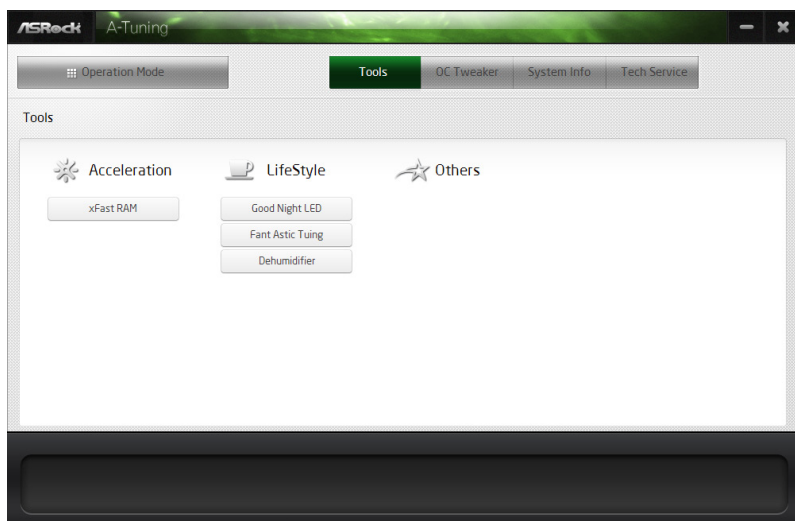 ASRock A-Tuning
Operation Mode Tools OC Tweaker System Info Tech Service
Tools
Acceleration LifeStyle Others
xFast RAM Good Night LED
Fant Astic Tuing
Dehumidifier